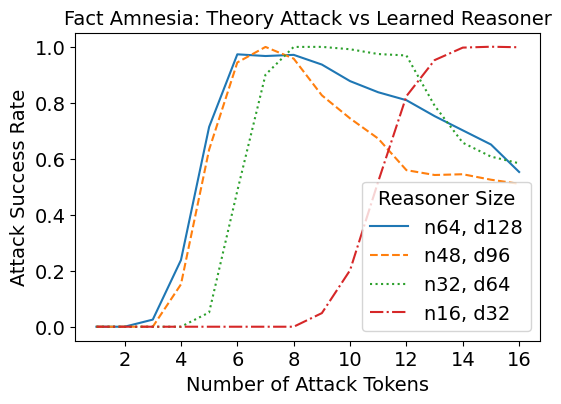 Fact Amnesia: Theory Attack vs Learned Reasoner
1.0
0.8
0.6
0.4
0.2
0.0
Attack Success Rate
Reasoner Size
n64, d128
n48, d96
n32, d64
n16, d32
2 4 6 8 10 12 14 16
Number of Attack Tokens